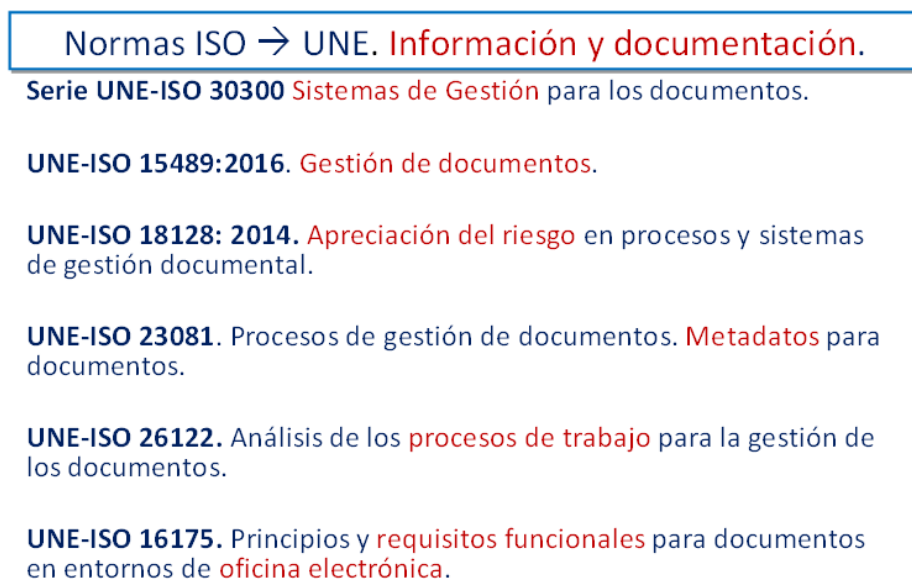 Normas ISO → UNE. Información y documentación.
Serie UNE-ISO 30300 Sistemas de Gestión para los documentos.
UNE-ISO 15489:2016. Gestión de documentos.
UNE-ISO 18128: 2014. Apreciación del riesgo en procesos y sistemas
de gestión documental.
UNE-ISO 23081. Procesos de gestión de documentos. Metadatos para
documentos.
UNE-ISO 26122. Análisis de los procesos de trabajo para la gestión de
los documentos.
UNE-ISO 16175. Principios y requisitos funcionales para documentos
en entornos de oficina electrónica.